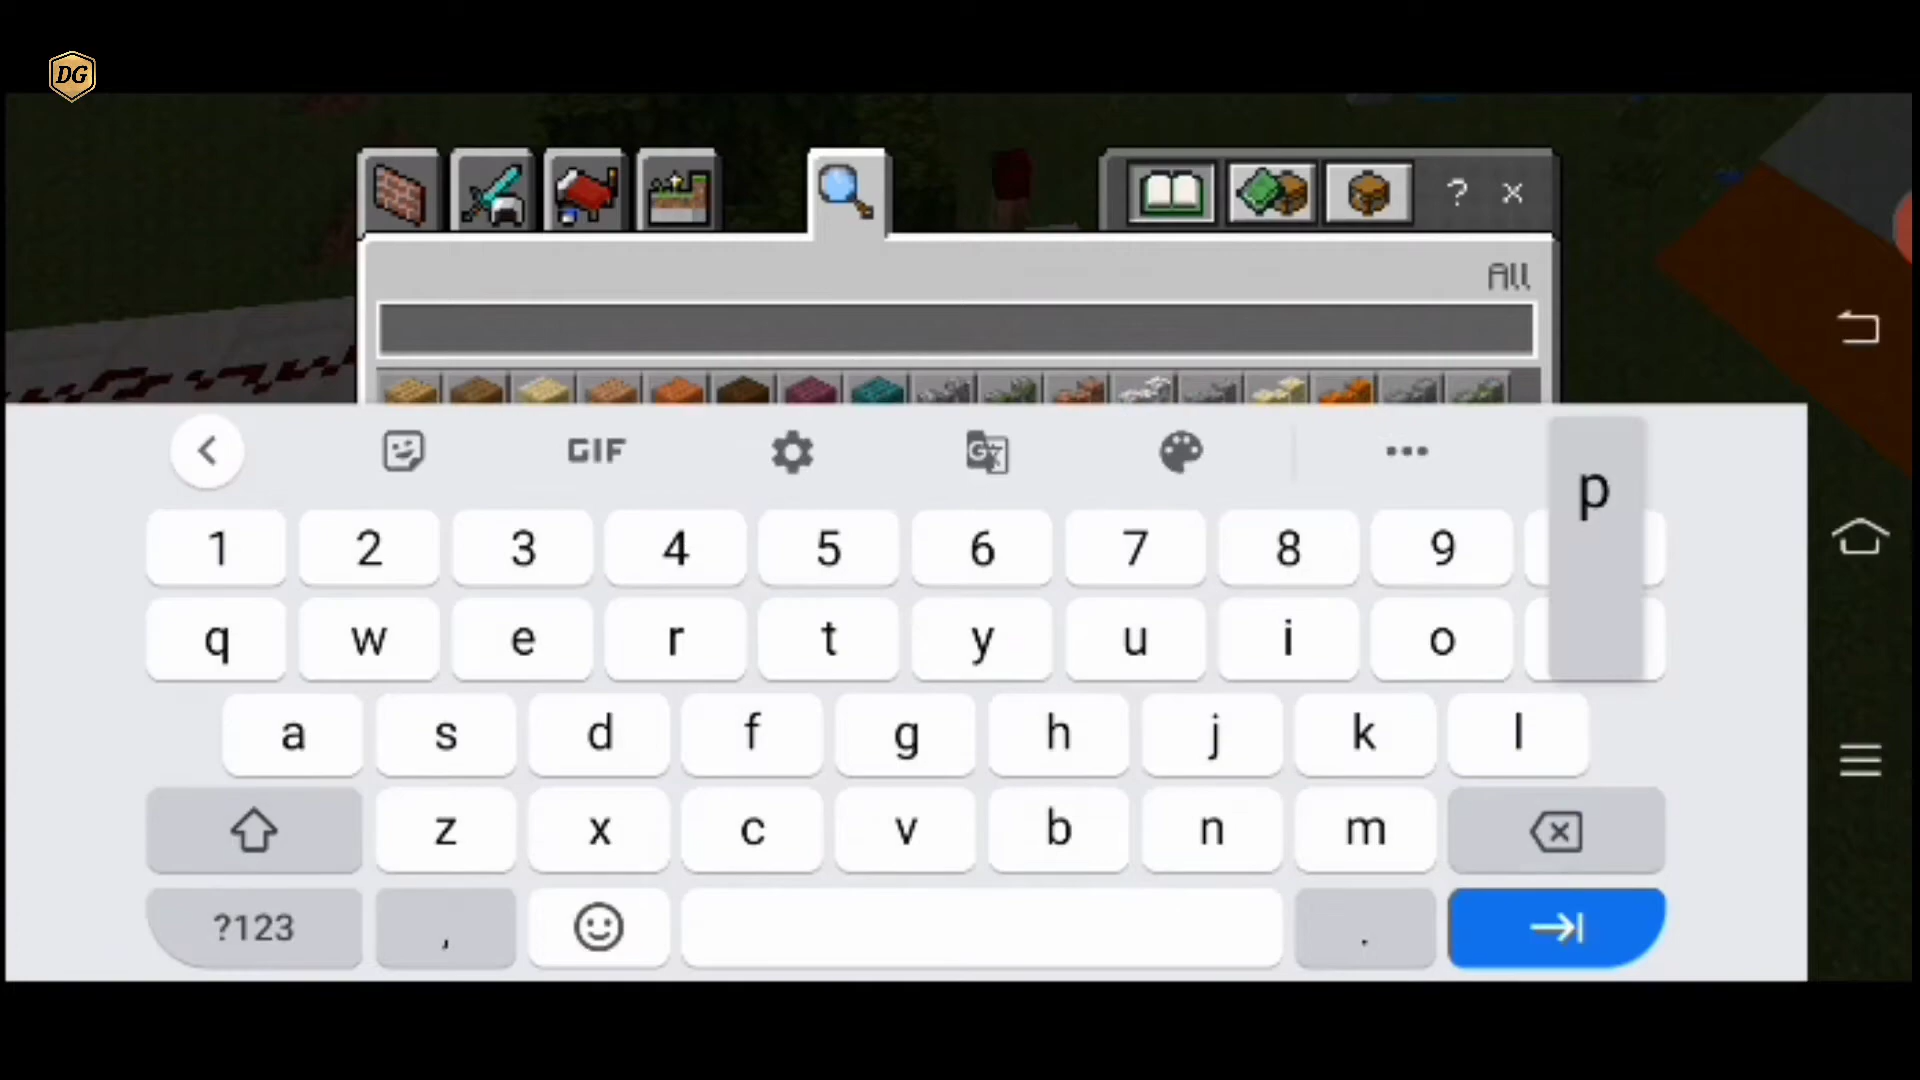 DG
? ×
All
GIF
G
p
1 2 3 4 5 6 7 8 9
q w e r t y u i o
a s d f g h j k l
z x c v b n m
?123 , .